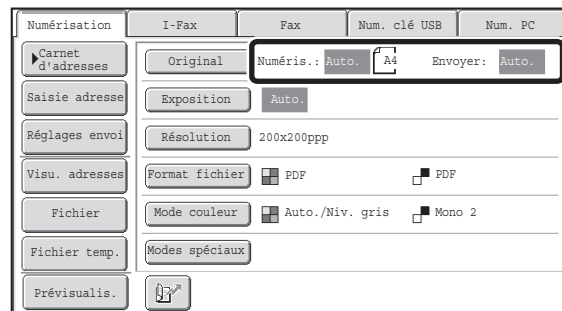 Numérisation I-Fax Fax Num. clé USB Num. PC
Carnet d'adresses
Original Numéris.: Auto. A4 Envoyer: Auto.
Saisie adresse Exposition Auto.
Réglages envoi Résolution 200x200ppp
Visu. adresses Format fichier PDF PDF
Fichier Mode couleur Auto./Niv. gris Mono 2
Fichier temp. Modes spéciaux
Prévisualis.